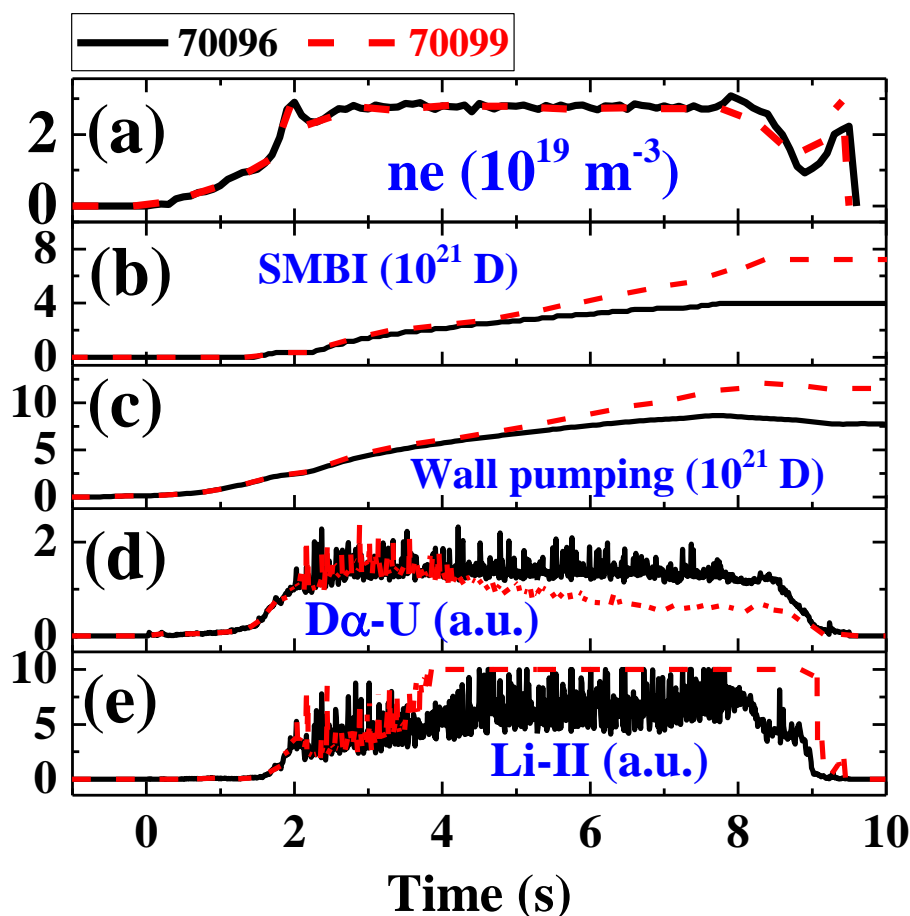 70096 70099
(a)
2
0
ne (10¹⁹ m⁻³)
(b)
8
4
0
SMBI (10²¹ D)
(c)
10
5
0
Wall pumping (10²¹ D)
(d)
2
0
Dα-U (a.u.)
(e)
10
5
0
Li-II (a.u.)
0 2 4 6 8 10
Time (s)